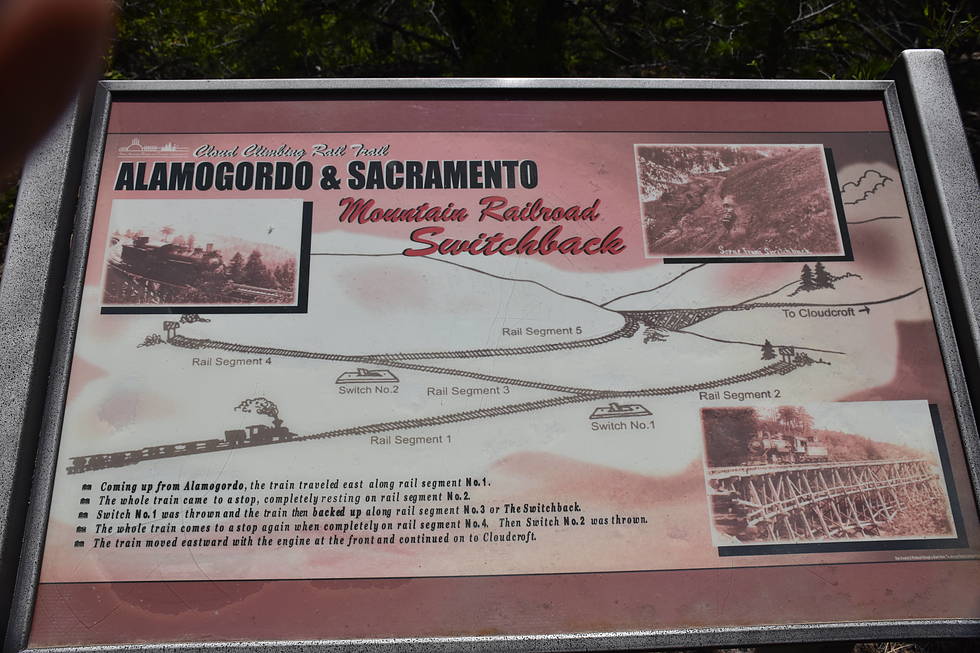 Cloud Climbing Rail Trail
ALAMOGORDO & SACRAMENTO
Mountain Railroad
Switchback
Scene from Switchback
To Cloudcroft
Rail Segment 5
Rail Segment 4
Switch No.2
Rail Segment 3
Rail Segment 2
Switch No.1
Rail Segment 1
Coming up from Alamogordo, the train traveled east along rail segment No.1.
The whole train came to a stop, completely resting on rail segment No.2.
Switch No.1 was thrown and the train then backed up along rail segment No.3 or The Switchback.
The whole train comes to a stop again when completely on rail segment No.4. Then Switch No.2 was thrown.
The train moved eastward with the engine at the front and continued on to Cloudcroft.